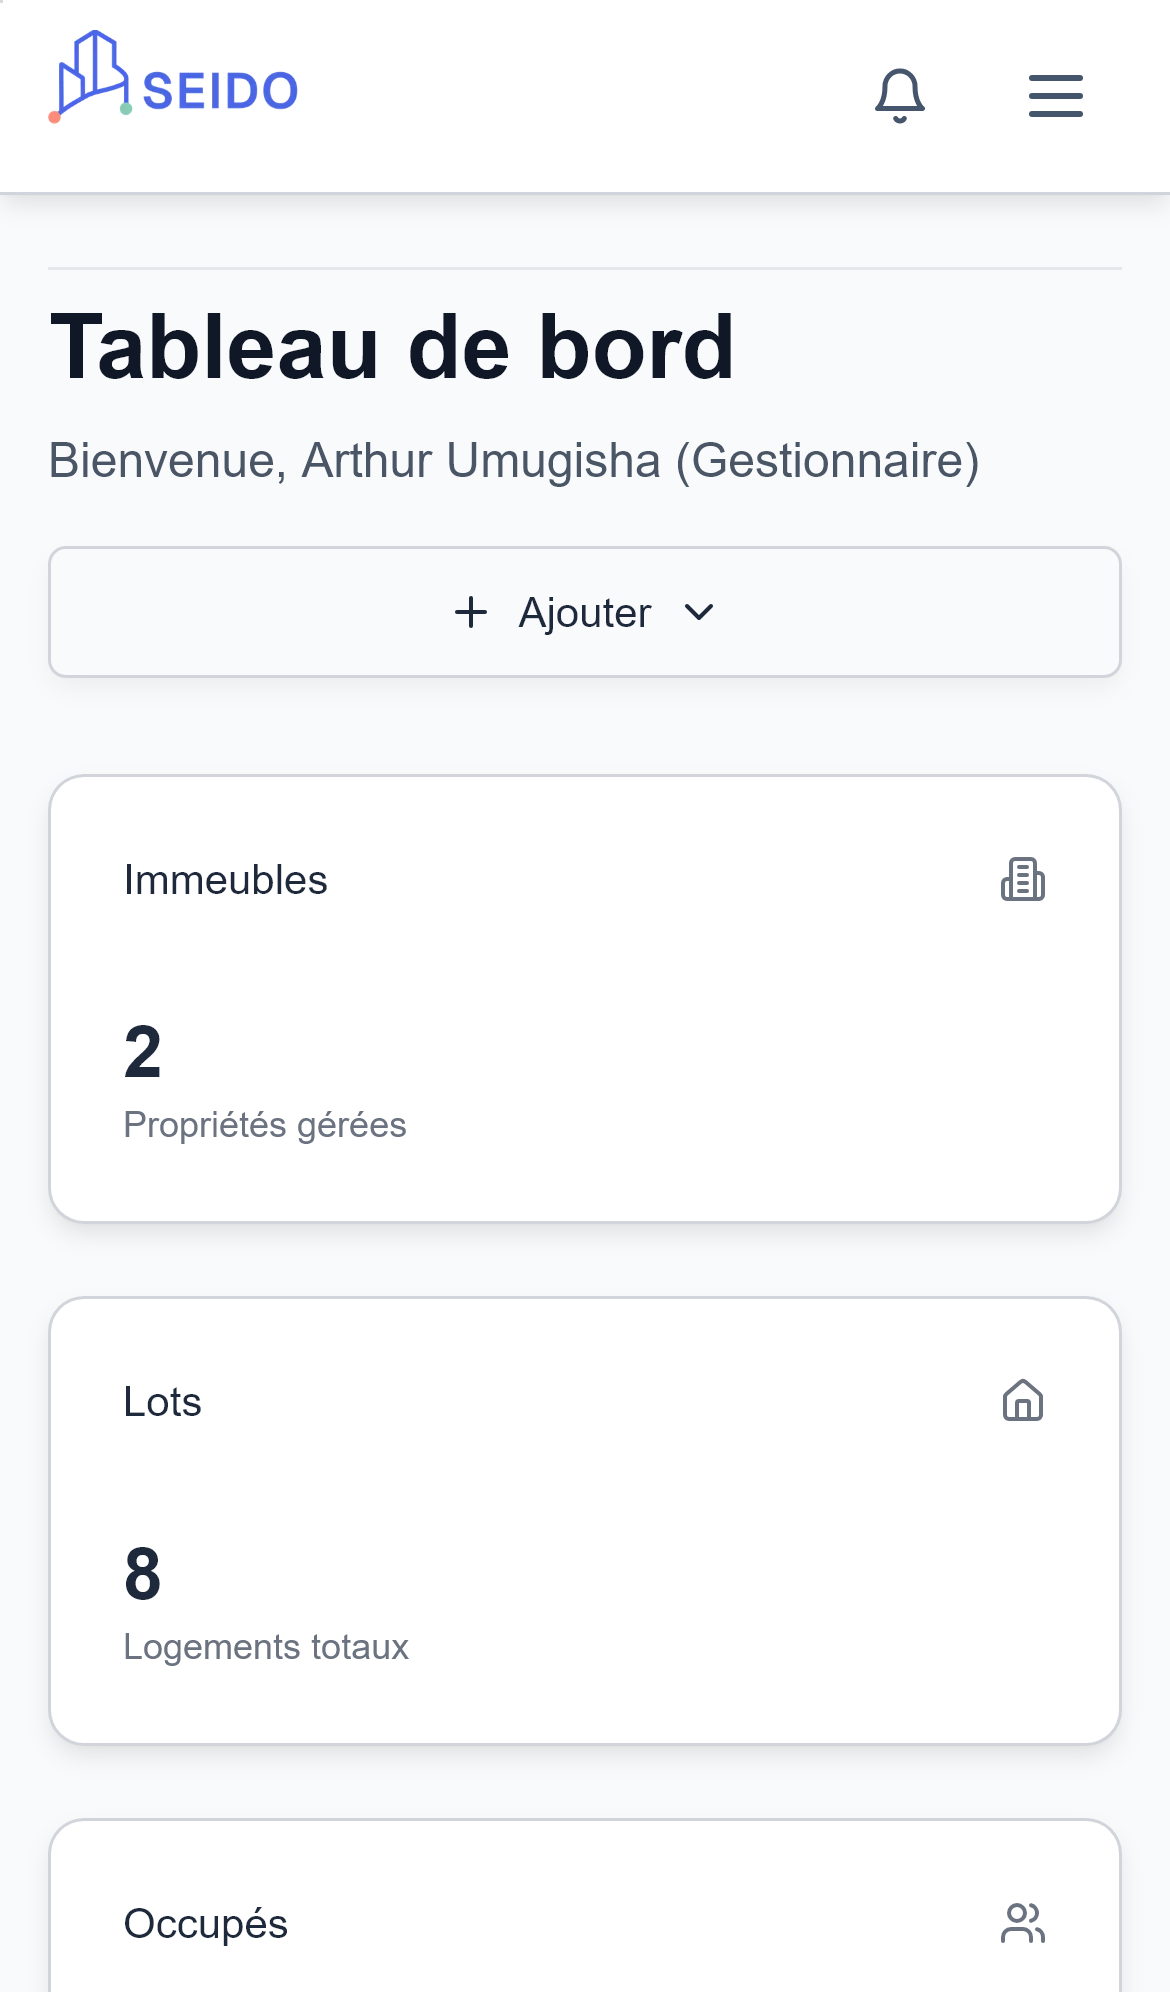 SEIDO
Tableau de bord
Bienvenue, Arthur Umugisha (Gestionnaire)
Ajouter
Immeubles
2
Propriétés gérées
Lots
8
Logements totaux
Occupés